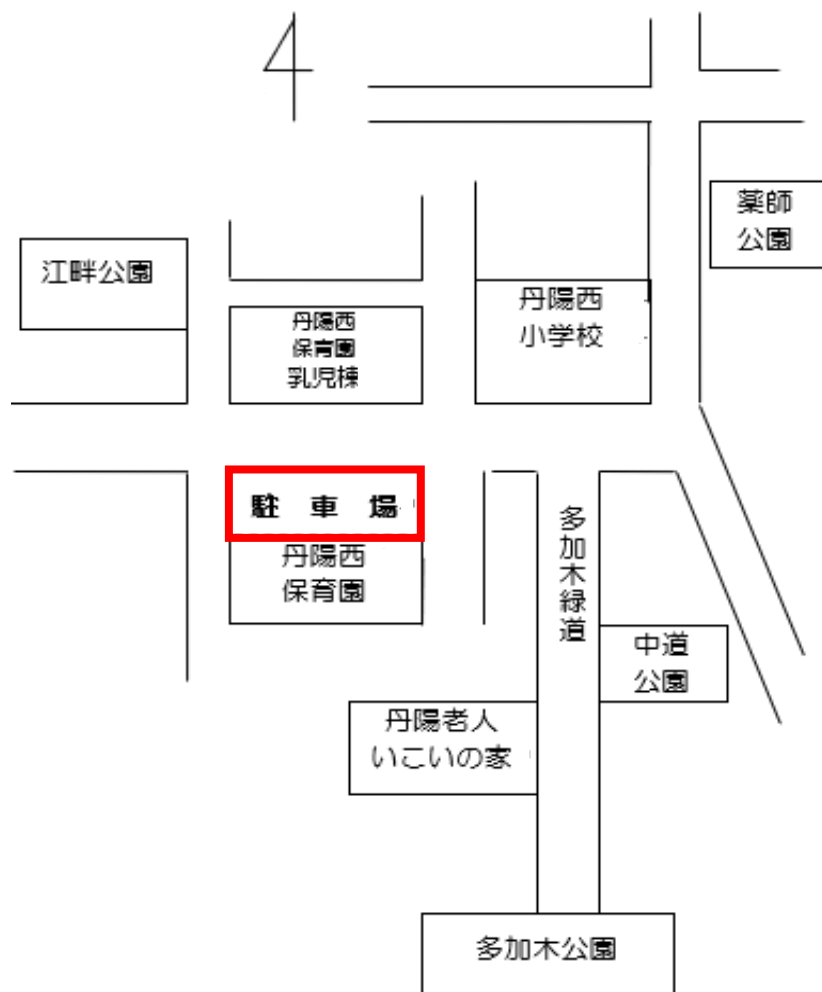 薬師
公園
江畔公園
丹陽西
小学校
丹陽西
保育園
乳児棟
駐車場
丹陽西
保育園
多加木緑道
中道
公園
丹陽老人
いこいの家
多加木公園